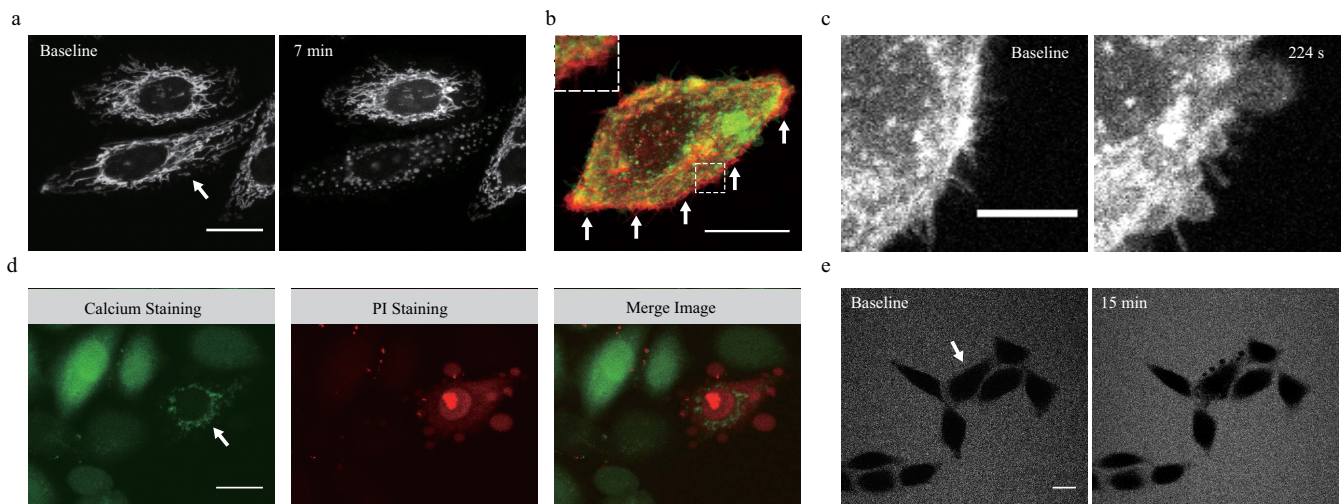 a
Baseline
7 min
b
c
Baseline
224 s
d
Calcium Staining
PI Staining
Merge Image
e
Baseline
15 min